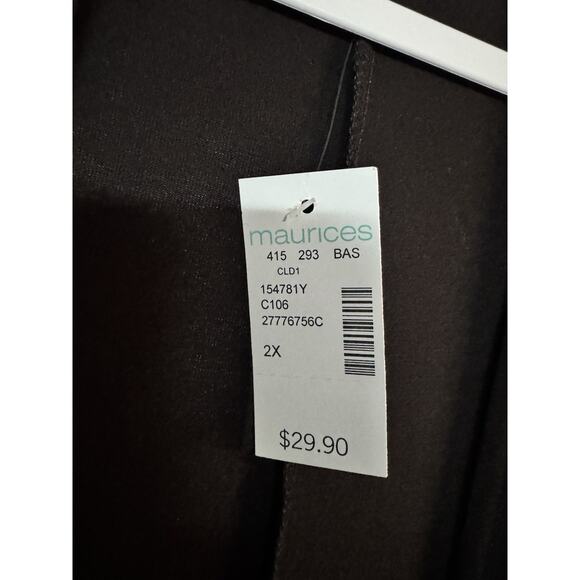 maurices
415 293 BAS
CLD1
154781Y
C106
27776756C
2X
$29.90